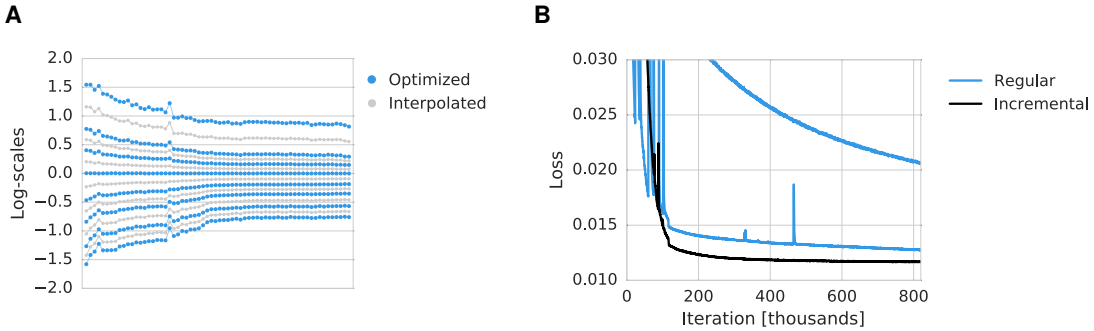 A
2.0
1.5
1.0
0.5
0.0
−0.5
−1.0
−1.5
−2.0
Log-scales
Optimized
Interpolated
B
0.030
0.025
0.020
0.015
0.010
Loss
0 200 400 600 800
Iteration [thousands]
Regular
Incremental